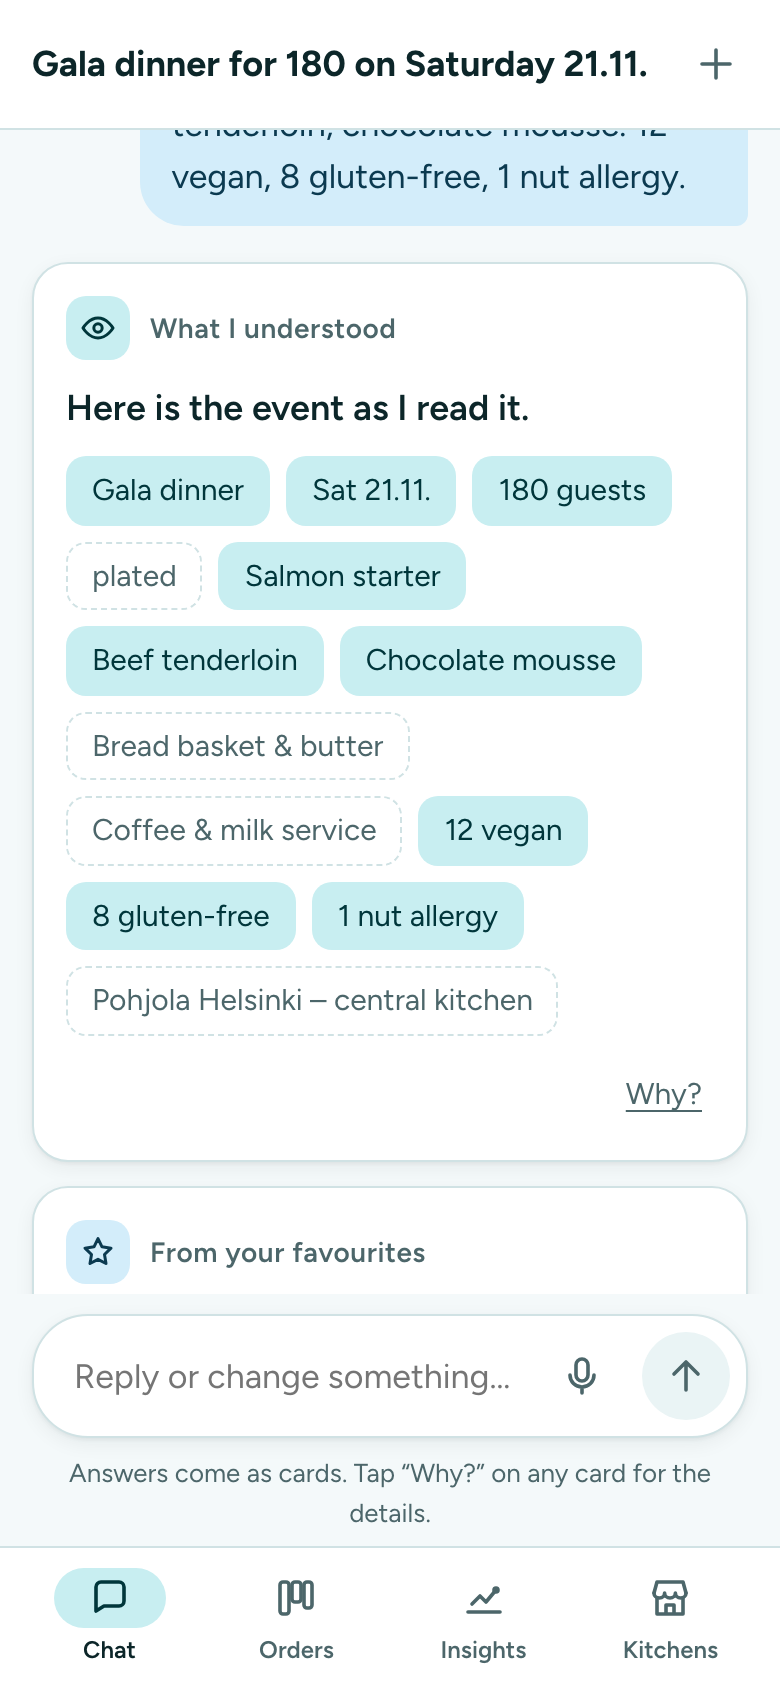 Gala dinner for 180 on Saturday 21.11.
tenderloin, chocolate mousse. 12
vegan, 8 gluten-free, 1 nut allergy.
What I understood
Here is the event as I read it.
Gala dinner
Sat 21.11.
180 guests
plated
Salmon starter
Beef tenderloin
Chocolate mousse
Bread basket & butter
Coffee & milk service
12 vegan
8 gluten-free
1 nut allergy
Pohjola Helsinki – central kitchen
Why?
From your favourites
Reply or change something...
Answers come as cards. Tap “Why?” on any card for the
details.
Chat
Orders
Insights
Kitchens